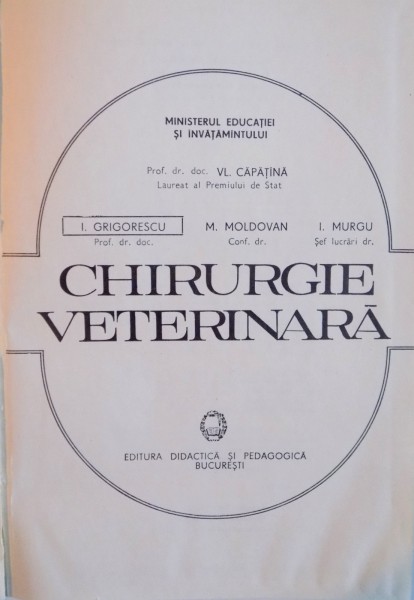 MINISTERUL EDUCAȚIEI
ȘI INVĂȚĂMINTULUI
Prof. dr. doc. VL. CĂPĂȚÎNĂ
Laureat al Premiului de Stat
I. GRIGORESCU M. MOLDOVAN I. MURGU
Prof. dr. doc. Conf. dr. Șef lucrări dr.
CHIRURGIE
VETERINARĂ
EDITURA DIDACTICĂ ȘI PEDAGOGICĂ
BUCUREȘTI